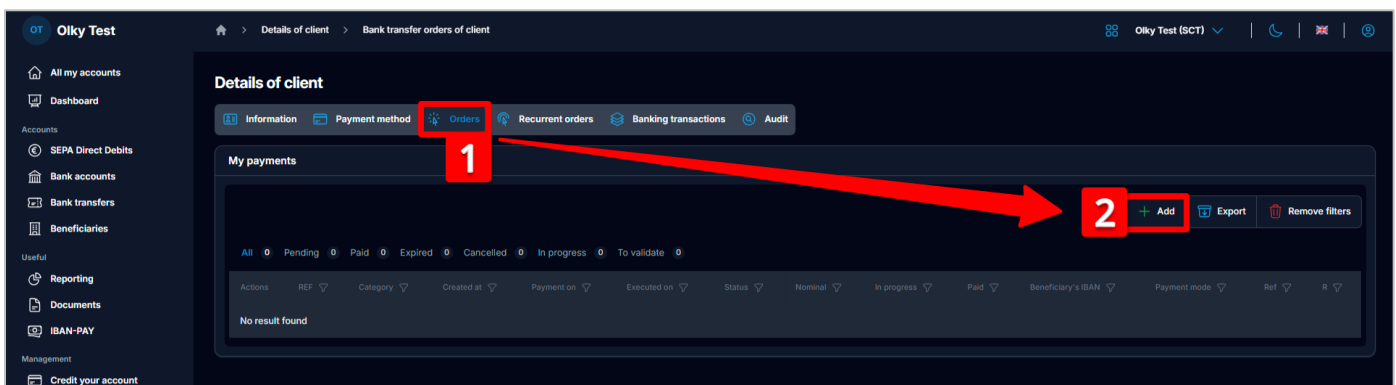 OT Olky Test
Details of client > Bank transfer orders of client
Olky Test (SCT)
All my accounts
Dashboard
Accounts
SEPA Direct Debits
Bank accounts
Bank transfers
Beneficiaries
Useful
Reporting
Documents
IBAN-PAY
Management
Credit your account
Details of client
Information Payment method Orders Recurrent orders Banking transactions Audit
1
My payments
2
Add Export Remove filters
All 0 Pending 0 Paid 0 Expired 0 Cancelled 0 In progress 0 To validate 0
Actions REF Category Created at Payment on Executed on Status Nominal In progress Paid Beneficiary's IBAN Payment mode Ref R
No result found